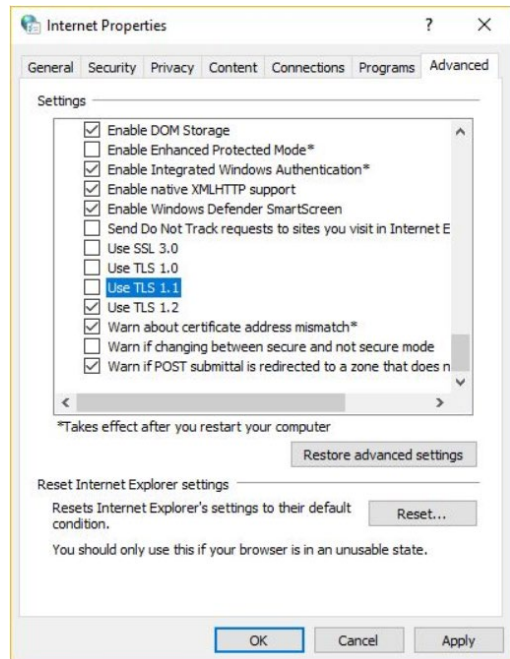 Internet Properties
? X
General Security Privacy Content Connections Programs Advanced
Settings
Enable DOM Storage
Enable Enhanced Protected Mode*
Enable Integrated Windows Authentication*
Enable native XMLHTTP support
Enable Windows Defender SmartScreen
Send Do Not Track requests to sites you visit in Internet E
Use SSL 3.0
Use TLS 1.0
Use TLS 1.1
Use TLS 1.2
Warn about certificate address mismatch*
Warn if changing between secure and not secure mode
Warn if POST submittal is redirected to a zone that does n
*Takes effect after you restart your computer
Restore advanced settings
Reset Internet Explorer settings
Resets Internet Explorer's settings to their default
condition.
Reset...
You should only use this if your browser is in an unusable state.
OK Cancel Apply